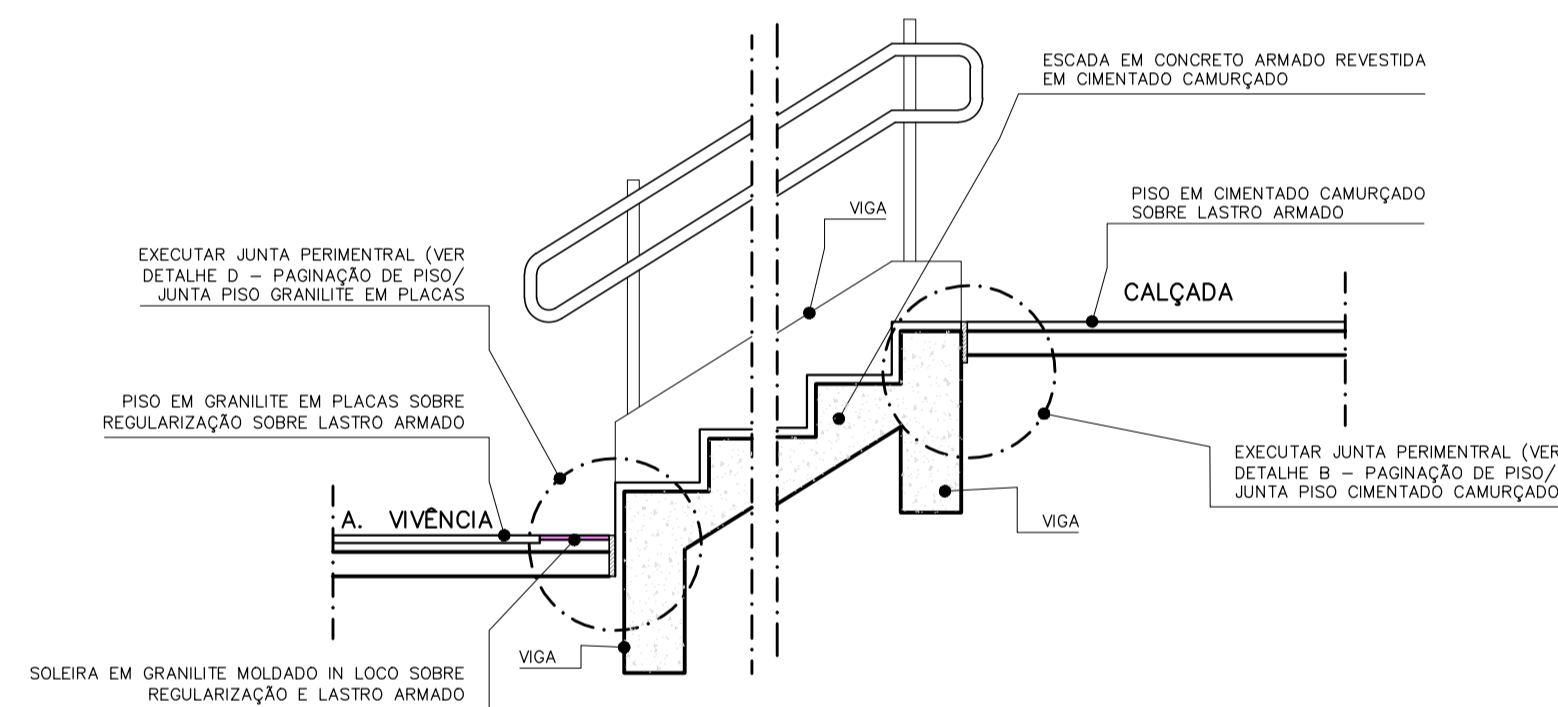 ESCADA EM CONCRETO ARMADO REVESTIDA
EM CIMENTADO CAMURÇADO
PISO EM CIMENTADO CAMURÇADO
SOBRE LASTRO ARMADO
VIGA
EXECUTAR JUNTA PERIMENTRAL (VER
DETALHE D – PAGINAÇÃO DE PISO/
JUNTA PISO GRANILITE EM PLACAS
CALÇADA
PISO EM GRANILITE EM PLACAS SOBRE
REGULARIZAÇÃO SOBRE LASTRO ARMADO
EXECUTAR JUNTA PERIMENTRAL (VER
DETALHE B – PAGINAÇÃO DE PISO/
JUNTA PISO CIMENTADO CAMURÇADO
A. VIVÊNCIA
VIGA
VIGA
SOLEIRA EM GRANILITE MOLDADO IN LOCO SOBRE
REGULARIZAÇÃO E LASTRO ARMADO